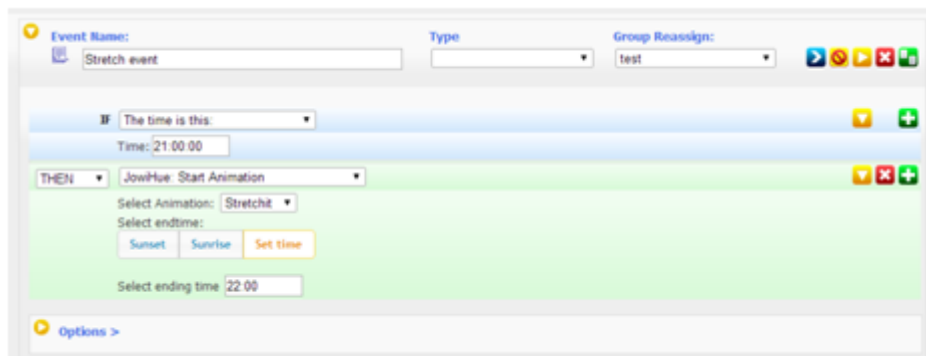 Event Name:
Type
Group Reassign:
Stretch event
test
IF The time is this:
Time: 21:00:00
THEN JowiHue: Start Animation
Select Animation: Stretchit
Select endtime:
Sunset Sunrise Set time
Select ending time 22:00
Options >